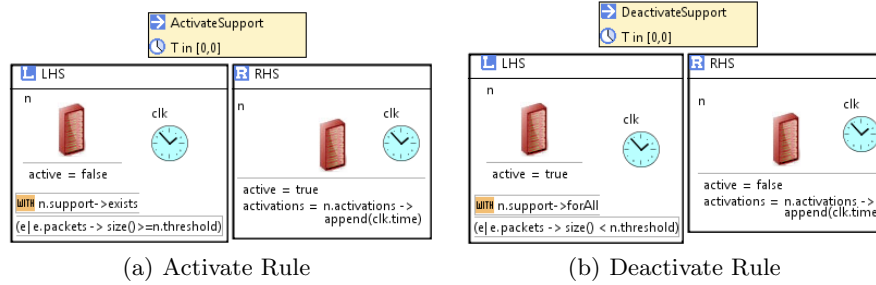 ActivateSupport
T in [0,0]
L LHS
n
clk
active = false
WITH n.support->exists
(e| e.packets -> size()>=n.threshold)
R RHS
n
clk
active = true
activations = n.activations ->
append(clk.time)
(a) Activate Rule
DeactivateSupport
T in [0,0]
L LHS
n
clk
active = true
WITH n.support->forAll
(e| e.packets -> size() < n.threshold)
R RHS
n
clk
active = false
activations = n.activations ->
append(clk.time)
(b) Deactivate Rule